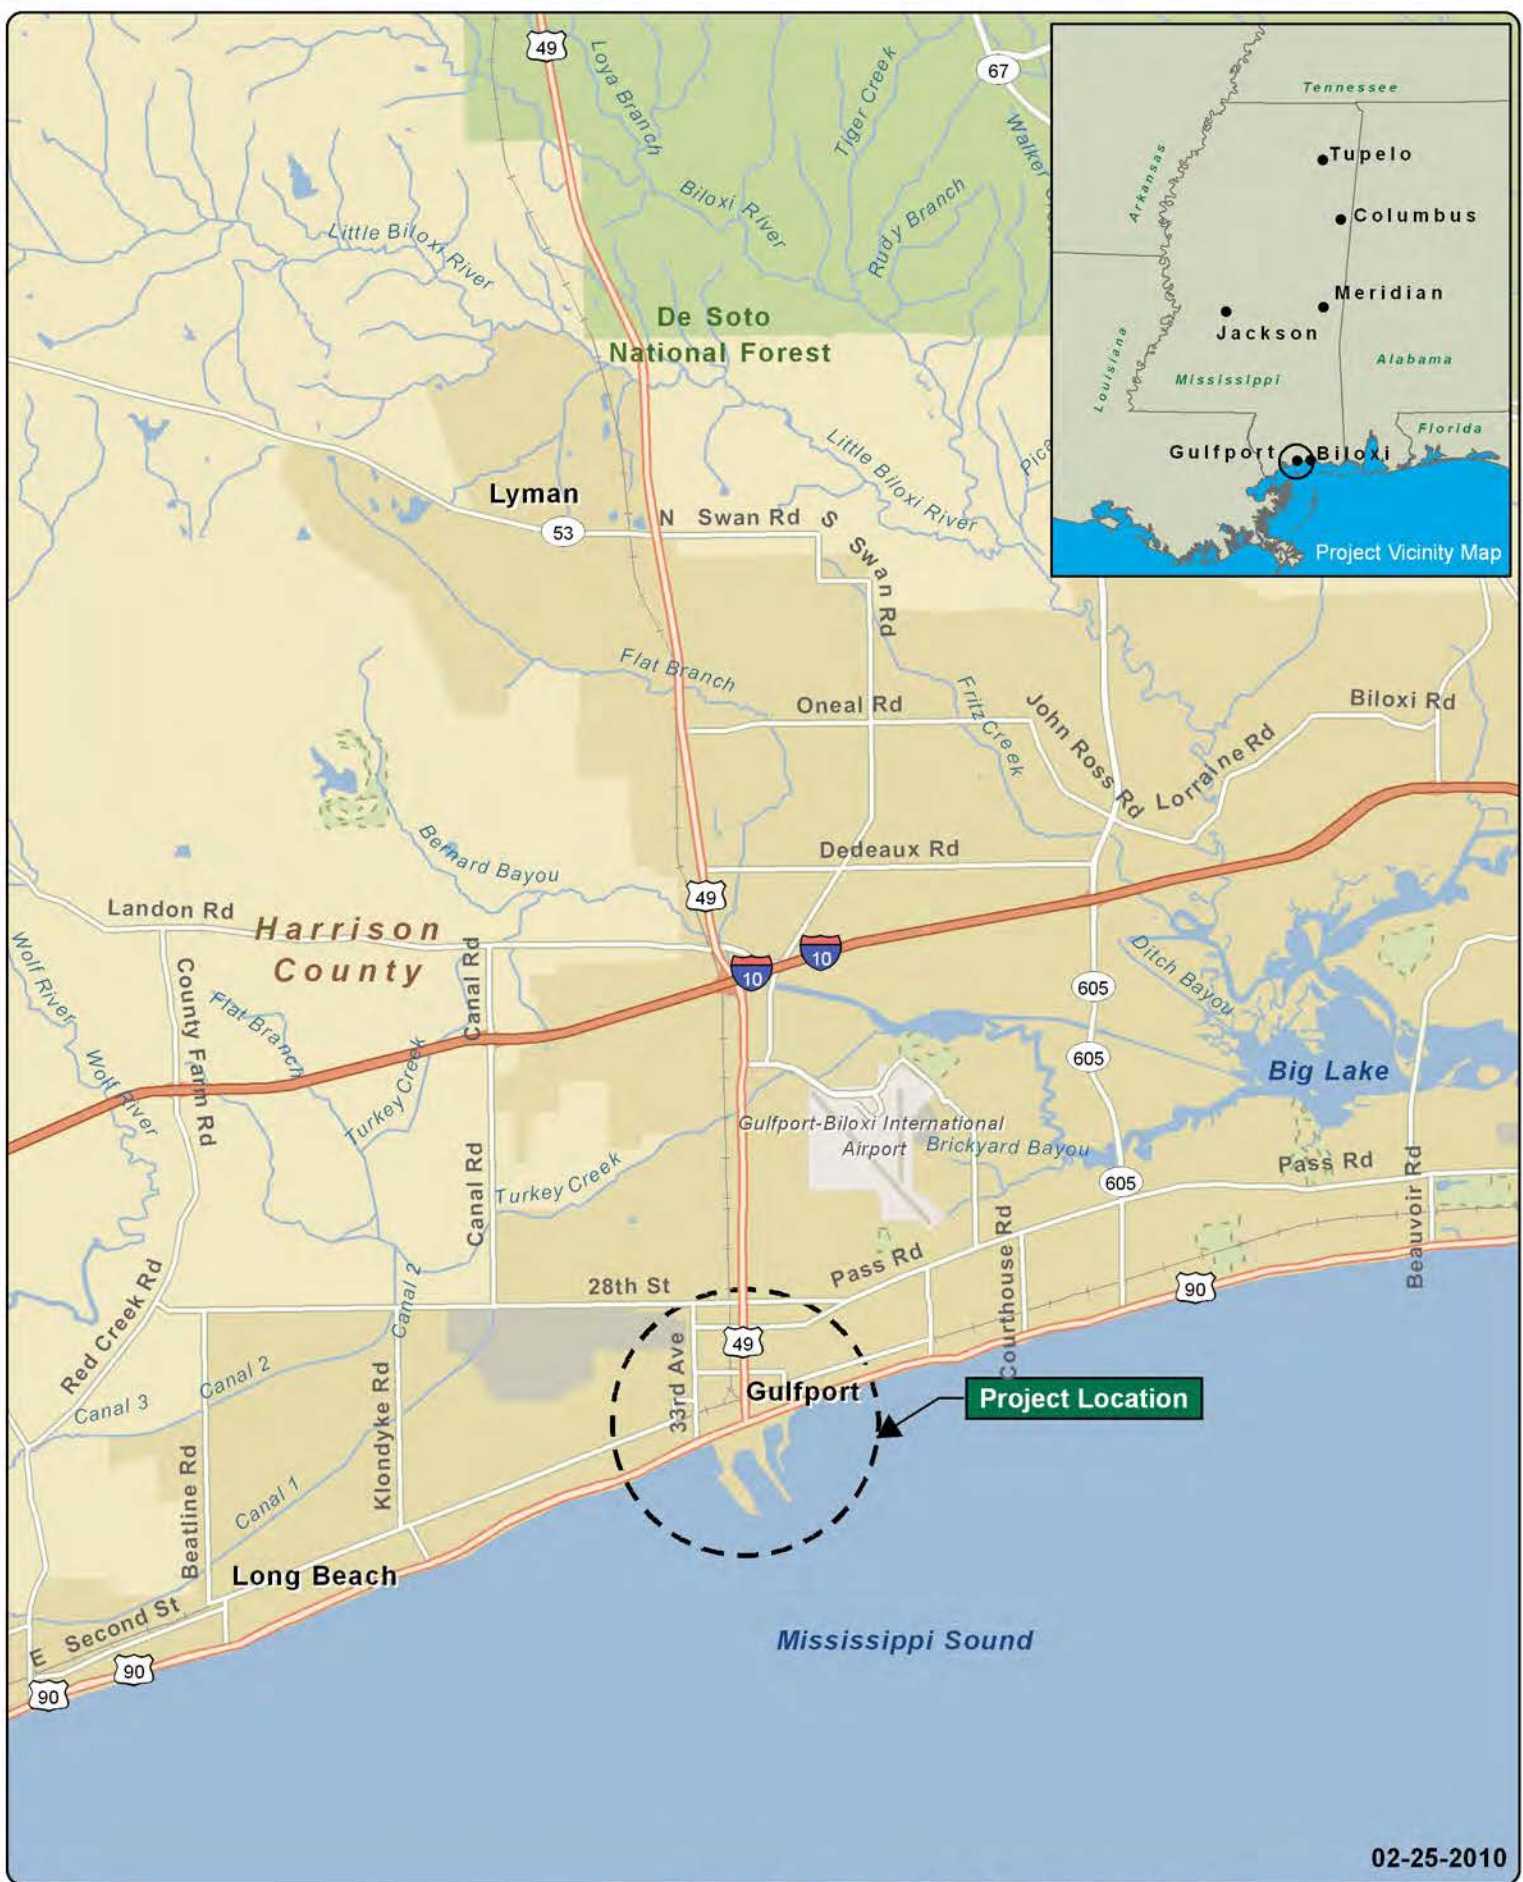 49
67
Loya Branch
Tiger Creek
Walker
Biloxi River
Rudy Branch
Little Biloxi River
De Soto
National Forest
Tennessee
Arkansas
Tupelo
Columbus
Meridian
Jackson
Louisiana
Mississippi
Alabama
Florida
Gulfport
Biloxi
Project Vicinity Map
Little Biloxi River
Lyman
53
N Swan Rd
S Swan Rd
Flat Branch
Oneal Rd
Fritz Creek
John Ross Rd
Lorraine Rd
Biloxi Rd
Bernard Bayou
Dedeaux Rd
49
Landon Rd
Harrison
County
Canal Rd
10
10
Wolf River
County Farm Rd
Flat Branch
Ditch Bayou
605
605
Wolf River
Turkey Creek
Big Lake
Gulfport-Biloxi International
Airport
Brickyard Bayou
Canal Rd
Turkey Creek
Pass Rd
605
Beauvoir Rd
Courthouse Rd
Pass Rd
28th St
90
Red Creek Rd
Canal 2
33rd Ave
49
Canal 2
Canal 3
Klondyke Rd
Gulfport
Project Location
Beatline Rd
Canal 1
Long Beach
E Second St
90
90
Mississippi Sound
02-25-2010